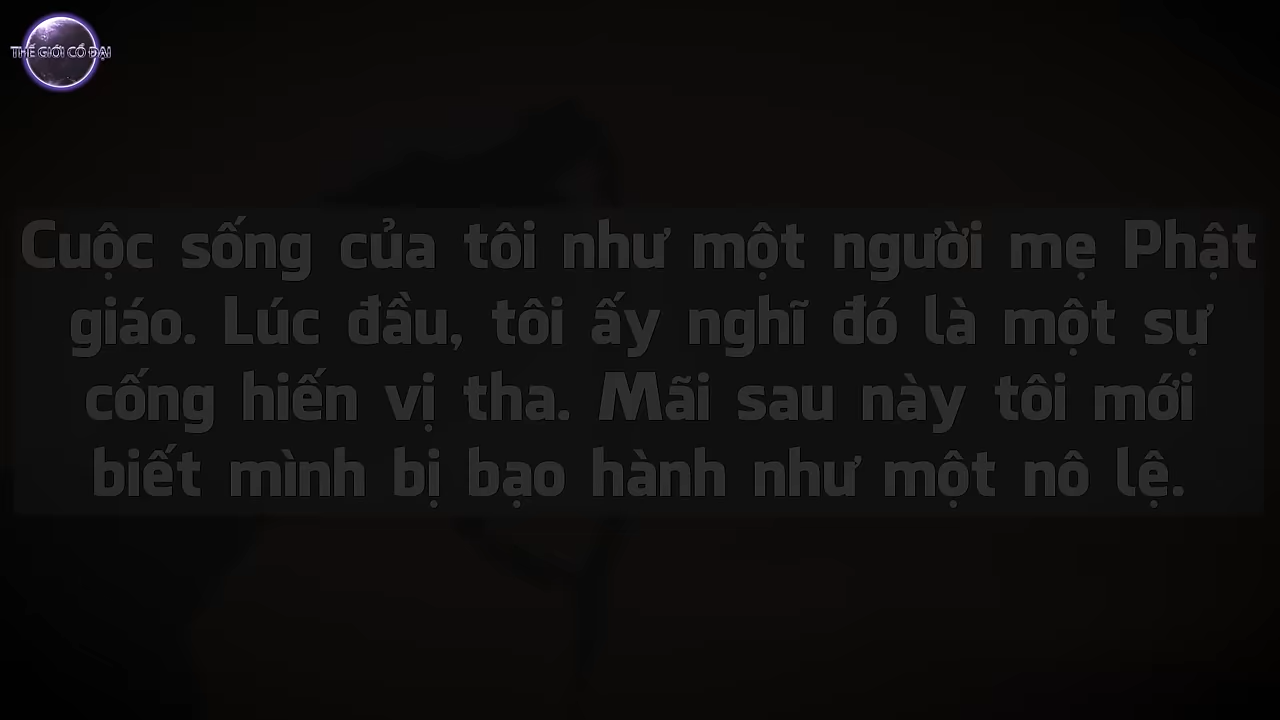 THẾ GIỚI CỔ ĐẠI
Cuộc sống của tôi như một người mẹ Phật
giáo. Lúc đầu, tôi ấy nghĩ đó là một sự
cống hiến vị tha. Mãi sau này tôi mới
biết mình bị bạo hành như một nô lệ.